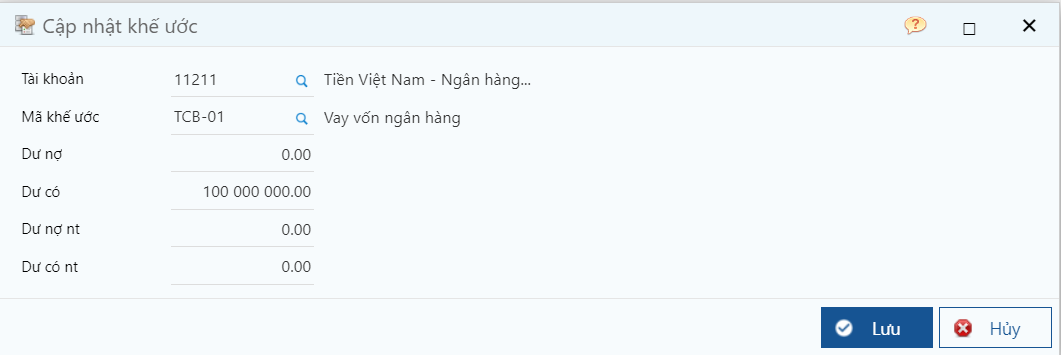 Cập nhật khế ước
Tài khoản 11211 Tiền Việt Nam - Ngân hàng...
Mã khế ước TCB-01 Vay vốn ngân hàng
Dư nợ 0.00
Dư có 100 000 000.00
Dư nợ nt 0.00
Dư có nt 0.00
Lưu Hủy